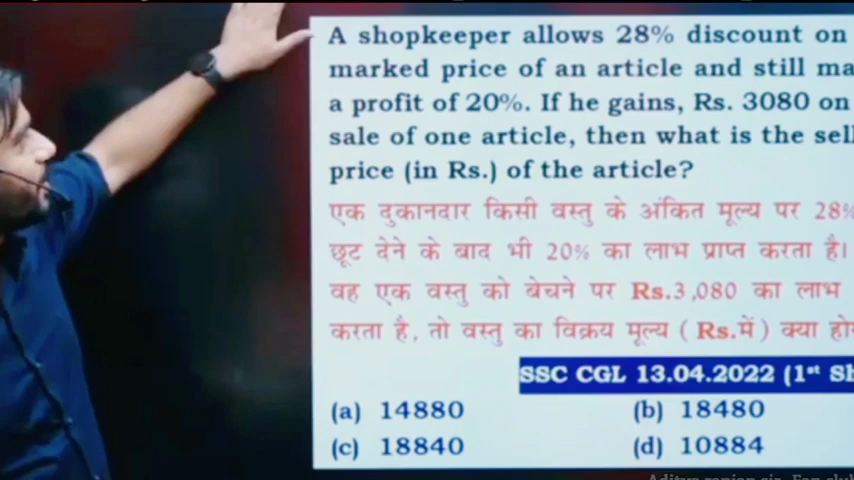 A shopkeeper allows 28% discount on
marked price of an article and still ma
a profit of 20%. If he gains, Rs. 3080 on
sale of one article, then what is the sell
price (in Rs.) of the article?
एक दुकानदार किसी वस्तु के अंकित मूल्य पर 28%
छूट देने के बाद भी 20% का लाभ प्राप्त करता है।
वह एक वस्तु को बेचने पर Rs.3,080 का लाभ
करता है, तो वस्तु का विक्रय मूल्य (Rs.में) क्या हो
SSC CGL 13.04.2022 (1st Sh
(a) 14880 (b) 18480
(c) 18840 (d) 10884